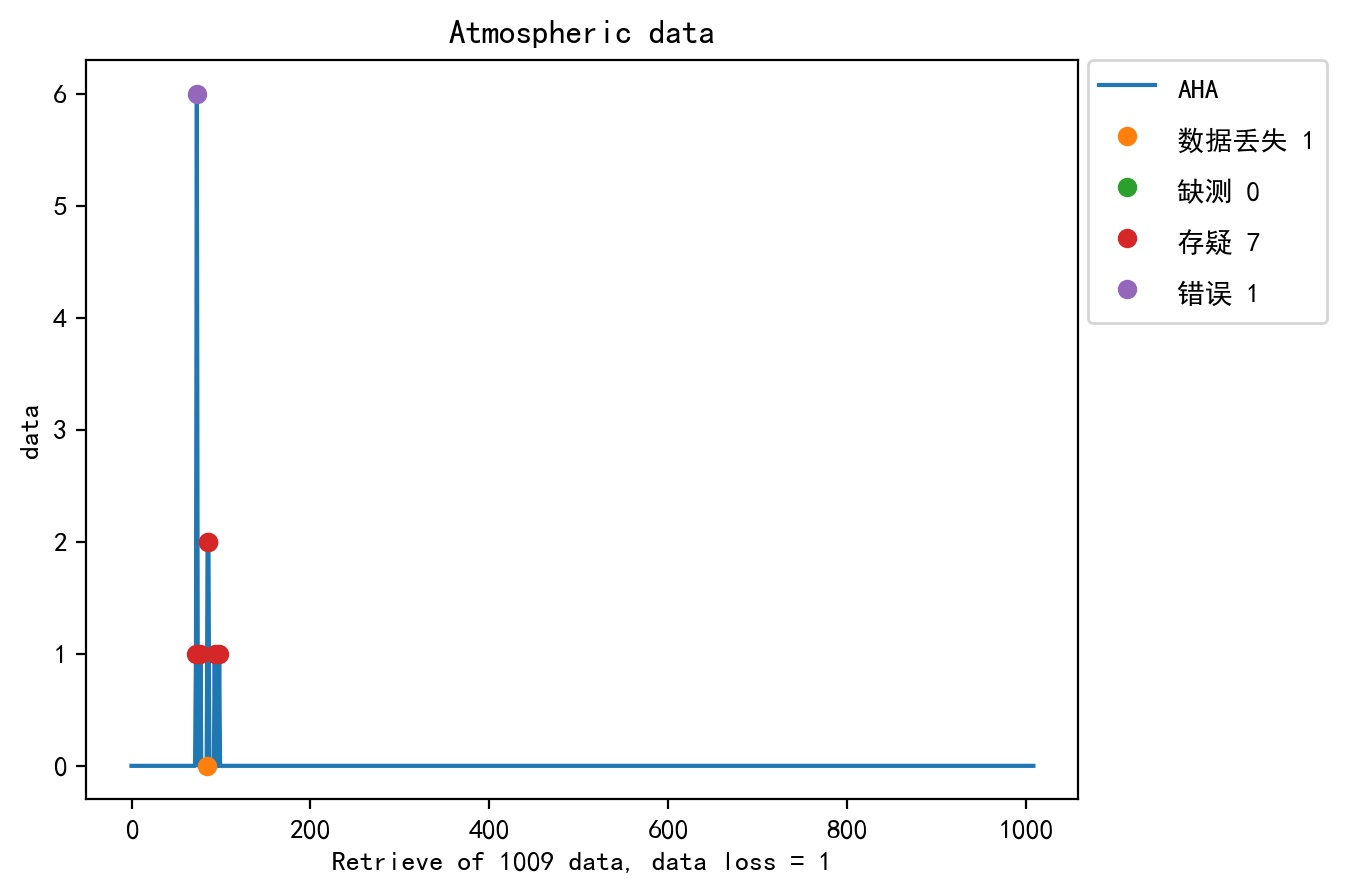 Atmospheric data
AHA
数据丢失 1
缺测 0
存疑 7
错误 1
data
6
5
4
3
2
1
0
0 200 400 600 800 1000
Retrieve of 1009 data, data loss = 1